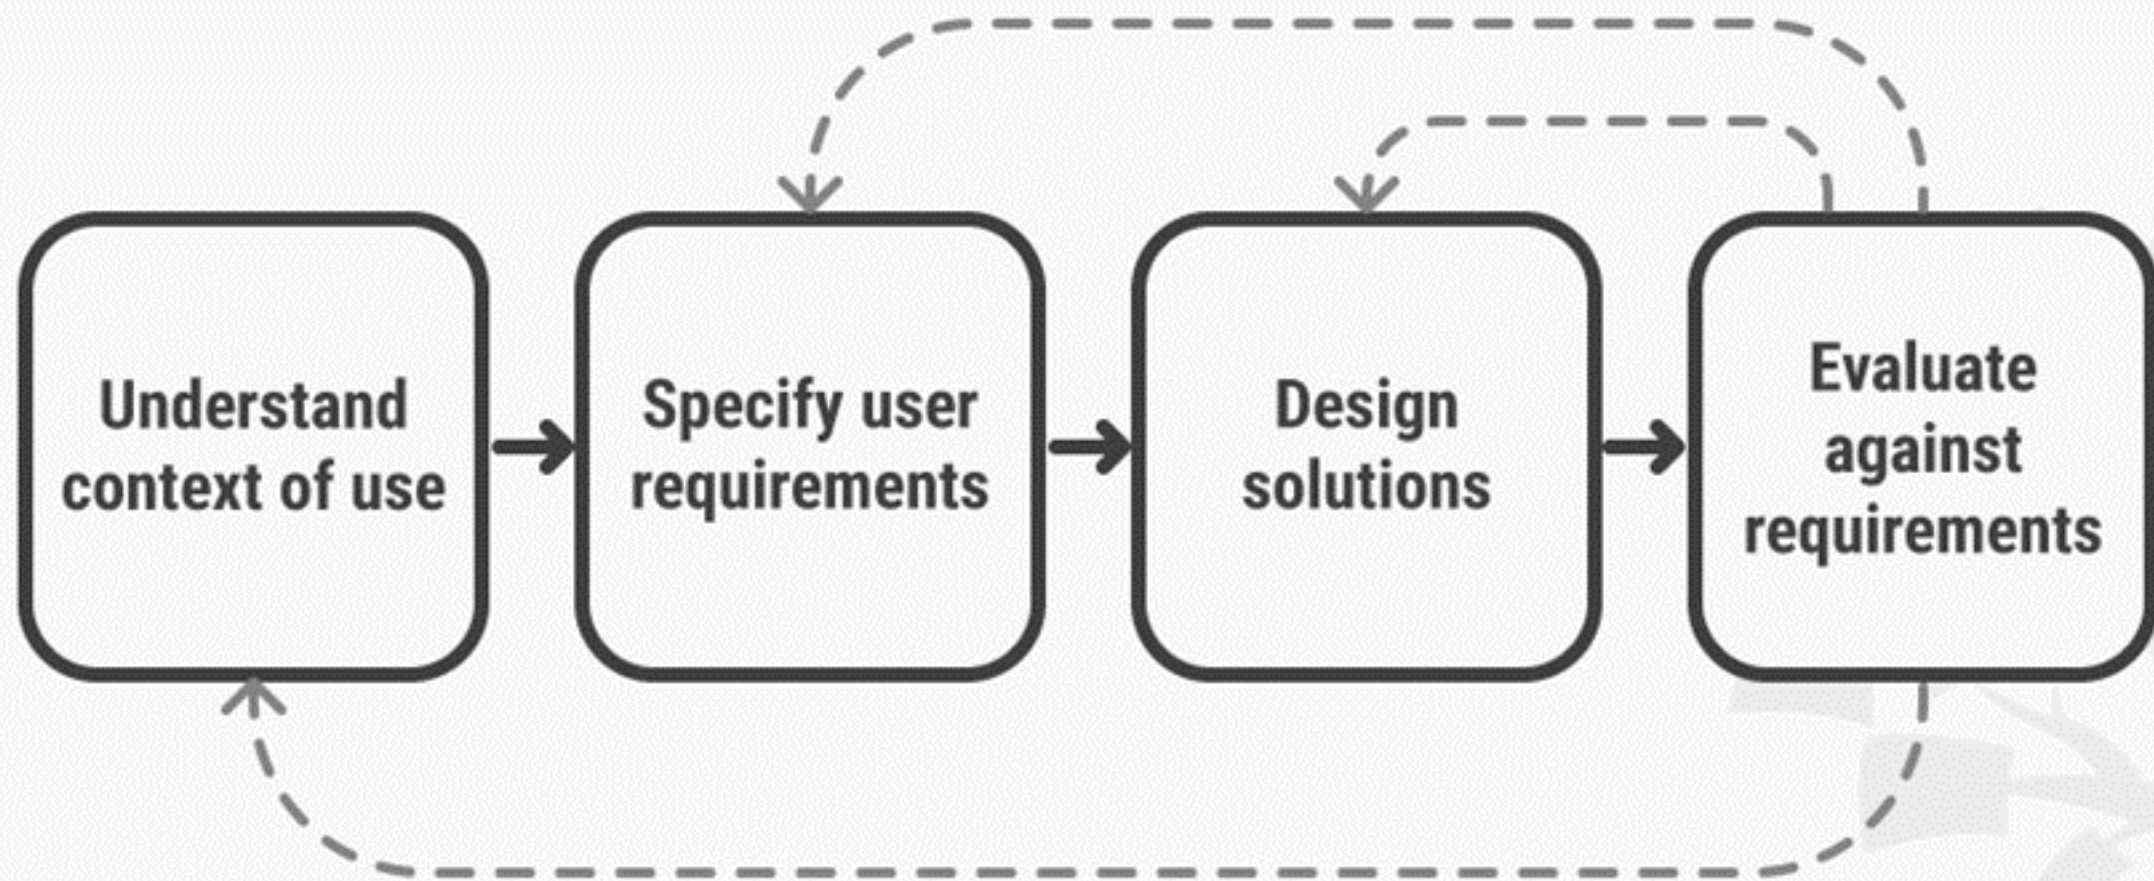 Understand
context of use
Specify user
requirements
Design
solutions
Evaluate
against
requirements